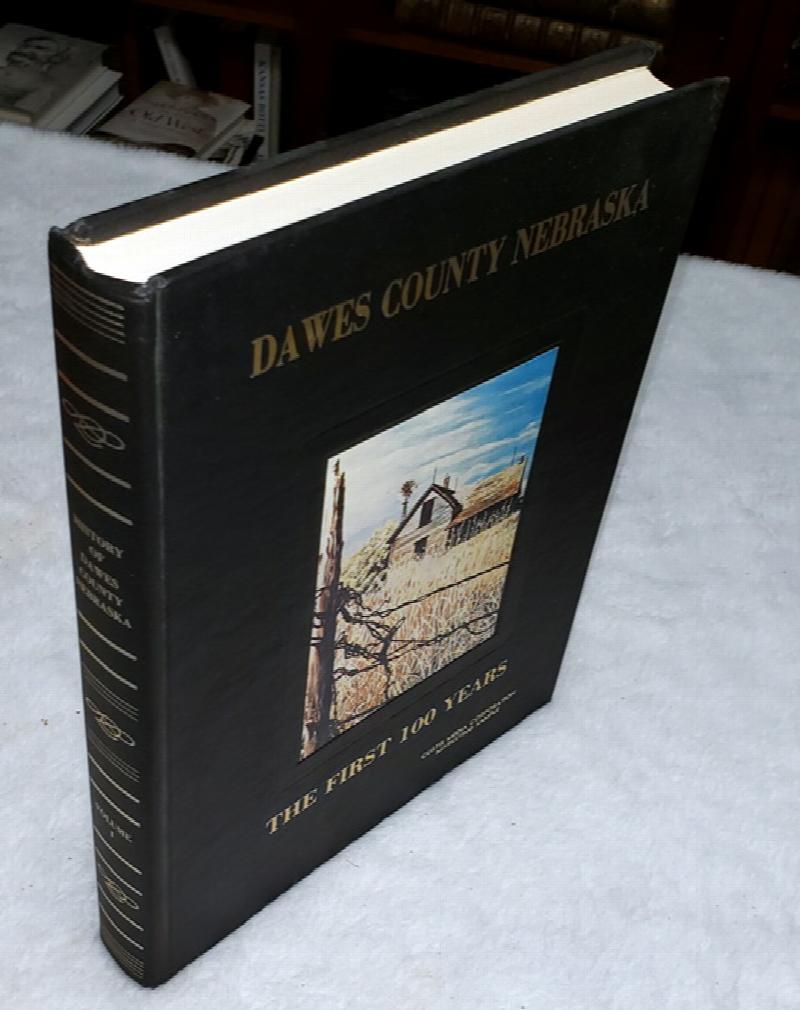 DAWES COUNTY NEBRASKA
THE FIRST 100 YEARS
HISTORY
OF
DAWES
COUNTY
NEBRASKA
VOLUME
I